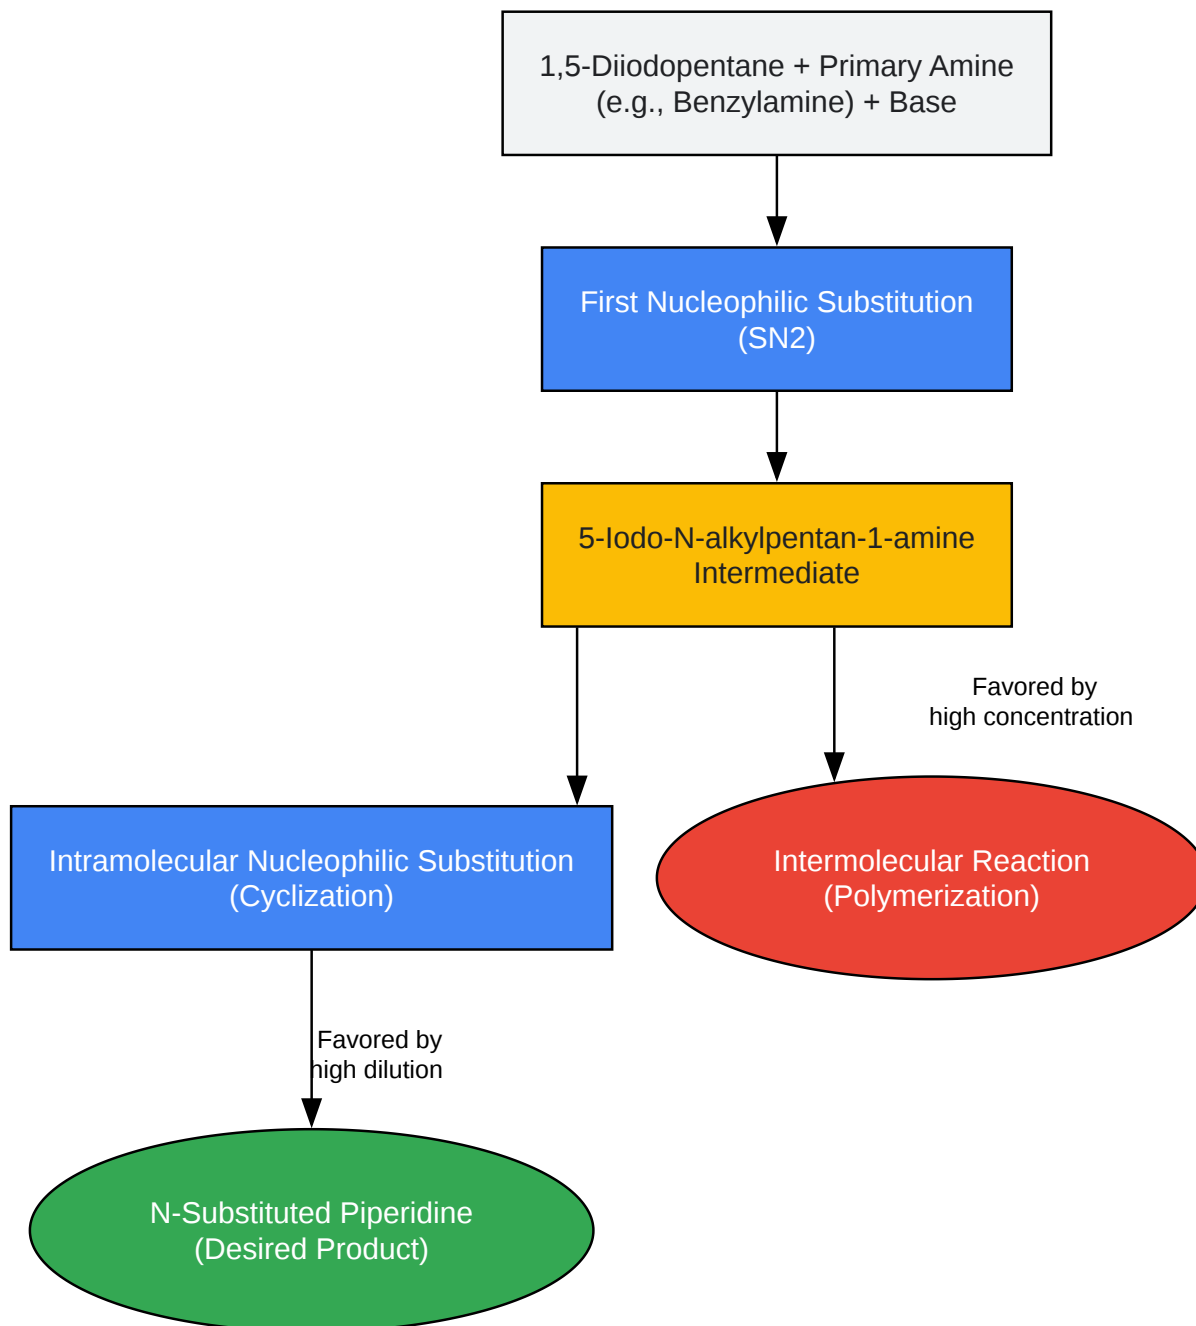 1,5-Diiodopentane + Primary Amine
(e.g., Benzylamine) + Base
First Nucleophilic Substitution
(SN2)
5-Iodo-N-alkylpentan-1-amine
Intermediate
Favored by
high concentration
Intramolecular Nucleophilic Substitution
(Cyclization)
Intermolecular Reaction
(Polymerization)
Favored by
high dilution
N-Substituted Piperidine
(Desired Product)